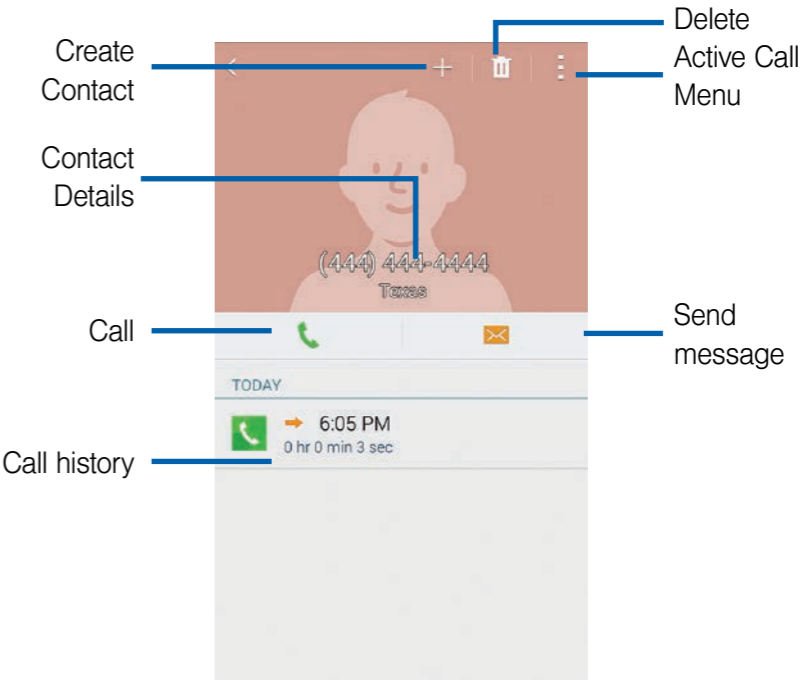 Delete
Create
Contact
Active Call
Menu
Contact
Details
(444) 444-4444
Texas
Call
Send
message
TODAY
6:05 PM
0 hr 0 min 3 sec
Call history